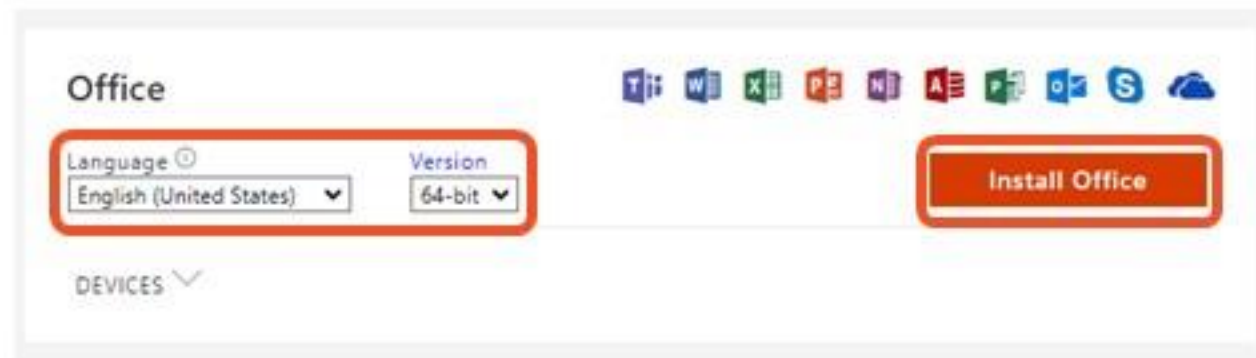 Office
Language
Version
English (United States)
64-bit
Install Office
DEVICES